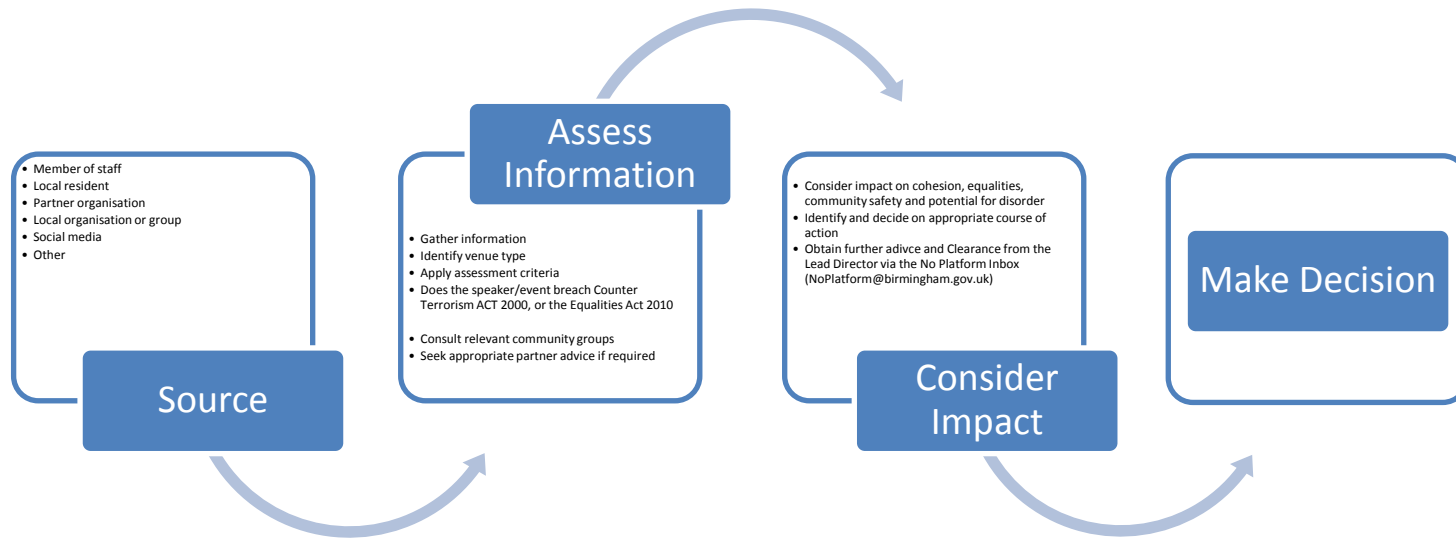 • Member of staff
• Local resident
• Partner organisation
• Local organisation or group
• Social media
• Other
Source
Assess
Information
• Gather information
• Identify venue type
• Apply assessment criteria
• Does the speaker/event breach Counter
Terrorism ACT 2000, or the Equalities Act 2010
• Consult relevant community groups
• Seek appropriate partner advice if required
• Consider impact on cohesion, equalities,
community safety and potential for disorder
• Identify and decide on appropriate course of
action
• Obtain further adivce and Clearance from the
Lead Director via the No Platform Inbox
(NoPlatform@birmingham.gov.uk)
Consider
Impact
Make Decision